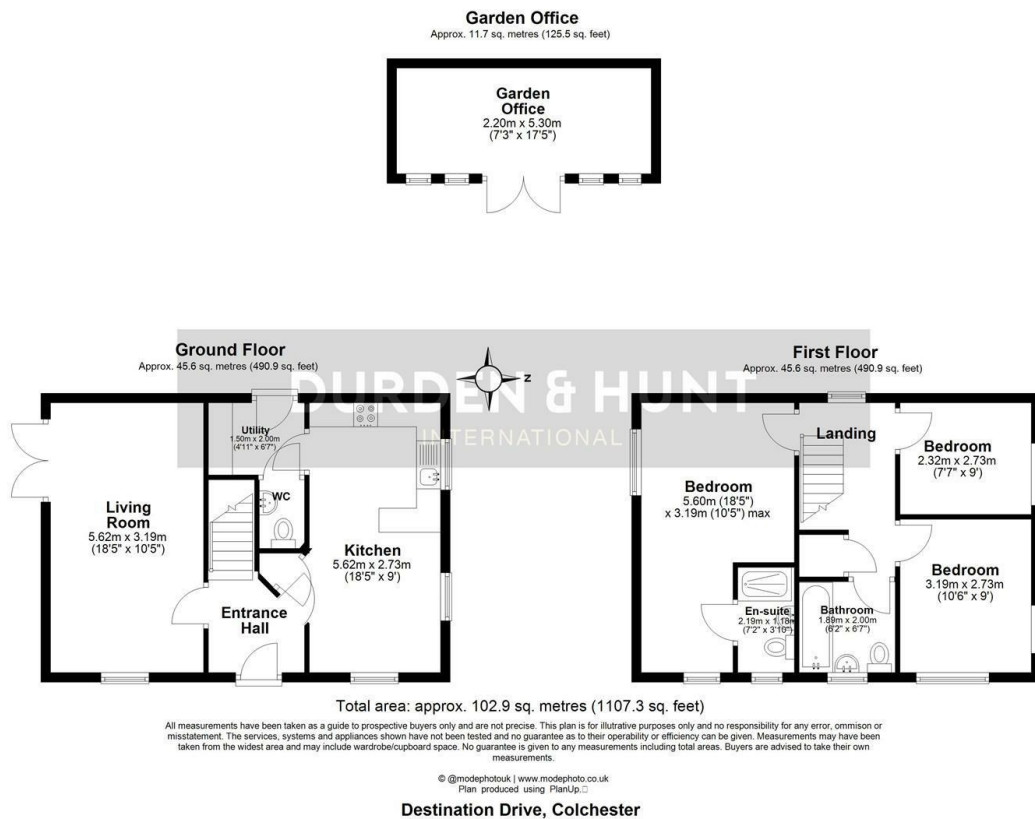 Garden Office
Approx. 11.7 sq. metres (125.5 sq. feet)
Garden
Office
2.20m x 5.30m
(7'3" x 17'5")
Ground Floor
Approx. 45.6 sq. metres (490.9 sq. feet)
Utility
1.50m x 2.00m
(4'11" x 6'7")
WC
Living
Room
5.62m x 3.19m
(18'5" x 10'5")
Kitchen
5.62m x 2.73m
(18'5" x 9')
Entrance
Hall
Z
DURDEN & HUNT
INTERNATIONAL
First Floor
Approx. 45.6 sq. metres (490.9 sq. feet)
Landing
Bedroom
2.32m x 2.73m
(7'7" x 9')
Bedroom
5.60m (18'5")
x 3.19m (10'5") max
Bedroom
3.19m x 2.73m
(10'6" x 9')
En-suite
2.19m x 1.18m
(7'2" x 3'10")
Bathroom
1.89m x 2.00m
(6'2" x 6'7")
Total area: approx. 102.9 sq. metres (1107.3 sq. feet)
All measurements have been taken as a guide to prospective buyers only and are not precise. This plan is for illutrative purposes only and no responsibility for any error, ommison or
misstatement. The services, systems and appliances shown have not been tested and no guarantee as to their operability or efficiency can be given. Measurements may have been
taken from the widest area and may include wardrobe/cupboard space. No guarantee is given to any measurements including total areas. Buyers are advised to take their own
measurements.
© @modephotouk | www.modephoto.co.uk
Plan produced using PlanUp.
Destination Drive, Colchester